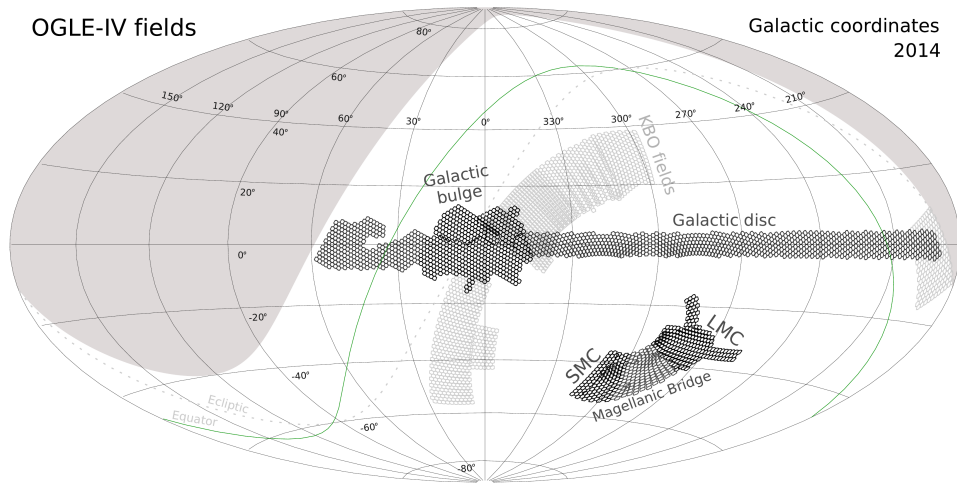 OGLE-IV fields
Galactic coordinates
2014
80°
60°
150°
120°
90°
60°
30°
0°
330°
300°
270°
240°
210°
40°
KBO fields
Galactic
bulge
20°
Galactic disc
0°
-20°
LMC
SMC
Magellanic Bridge
-40°
Ecliptic
Equator
-60°
-80°